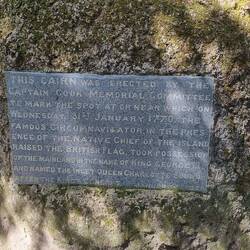 THIS CAIRN WAS ERECTED BY THE
CAPTAIN COOK MEMORIAL COMMITTEE
TO MARK THE SPOT AT OR NEAR WHICH ON
WEDNESDAY 31ST JANUARY 1770, THE
FAMOUS CIRCUMNAVIGATOR IN THE PRES-
ENCE OF THE NATIVE CHIEF OF THE ISLAND
RAISED THE BRITISH FLAG, TOOK POSSESSION
OF THE MAINLAND IN THE NAME OF KING GEORGE III
AND NAMED THE INLET QUEEN CHARLOTTE SOUND
AFTER THE